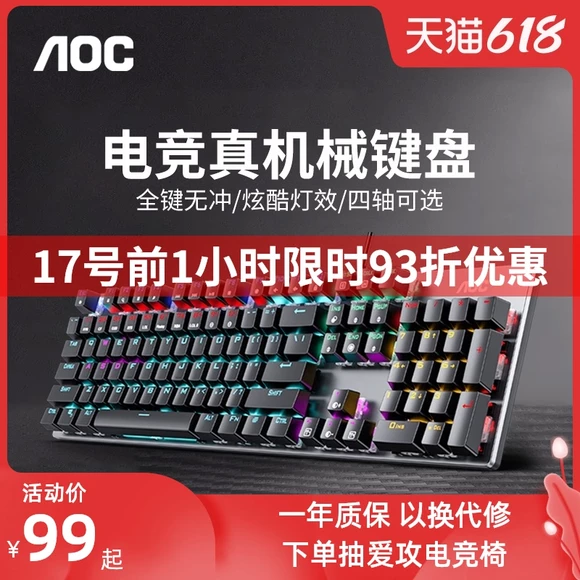 AOC
天猫618
电竞真机械键盘
全键无冲/炫酷灯效/四轴可选
17号前1小时限时93折优惠
AOC
活动价
¥99起
一年质保 以换代修
下单抽爱攻电竞椅